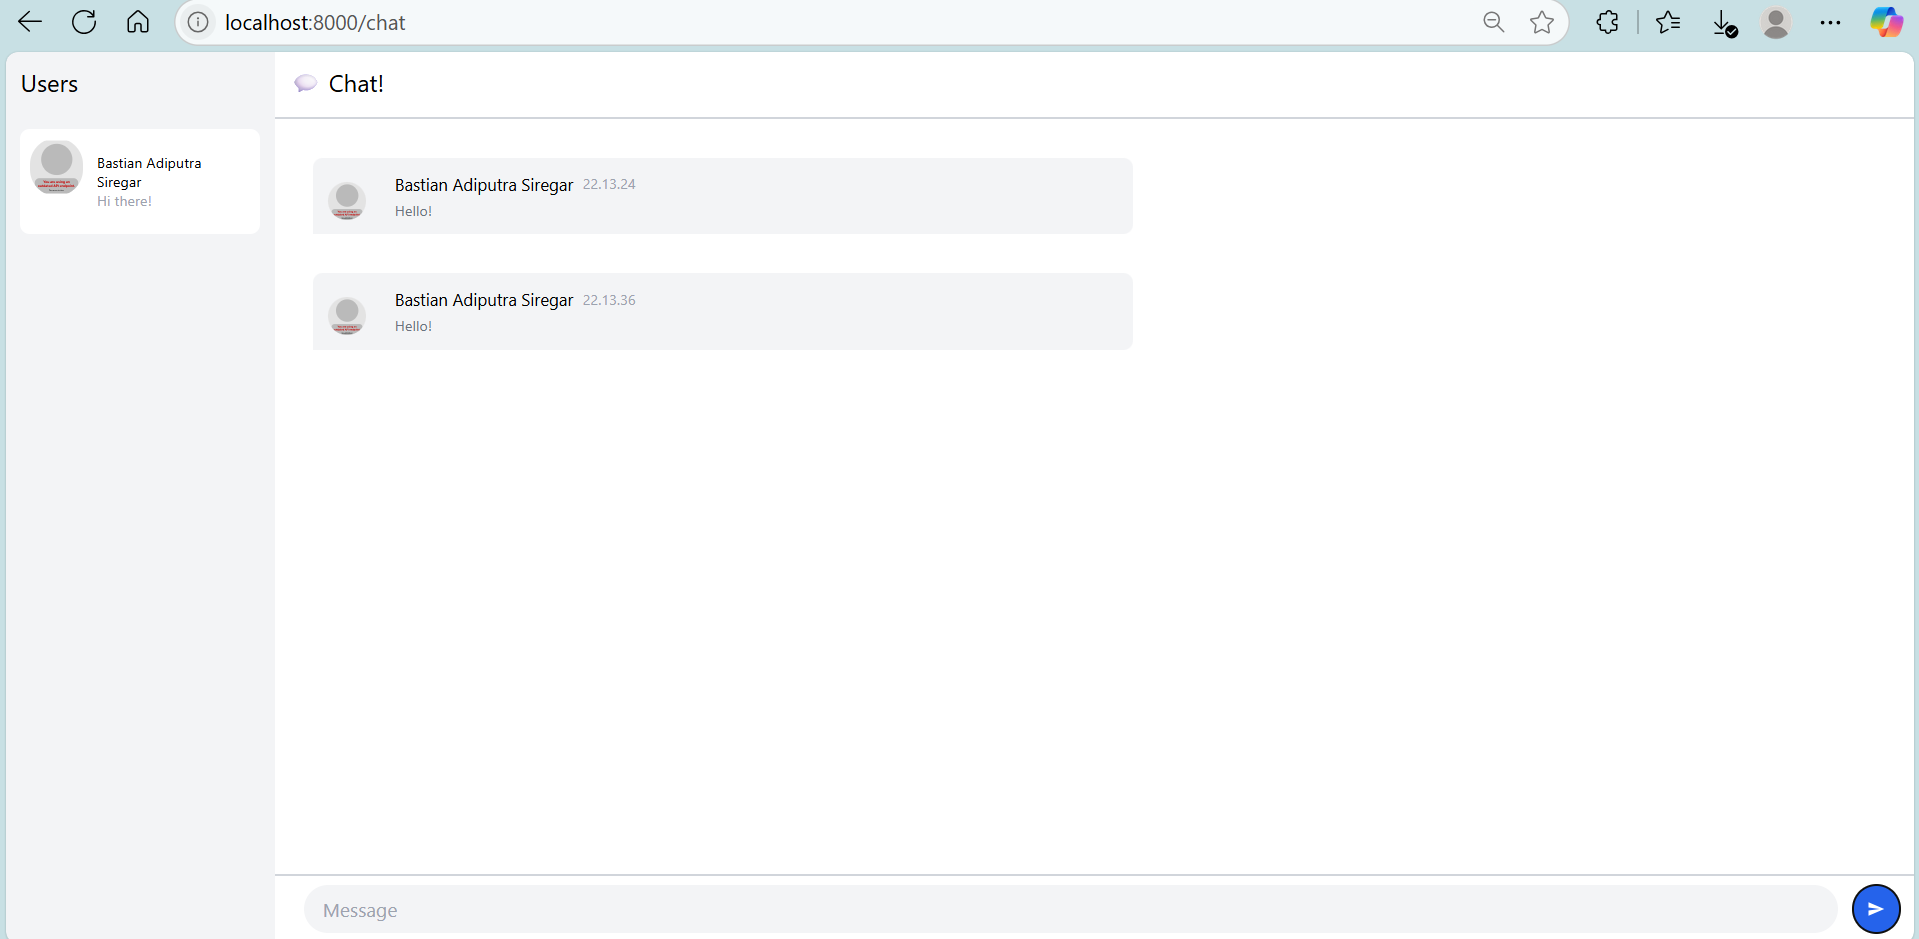 localhost:8000/chat
Users
Bastian Adiputra
Siregar
Hi there!
Chat!
Bastian Adiputra Siregar 22.13.24
Hello!
Bastian Adiputra Siregar 22.13.36
Hello!
Message